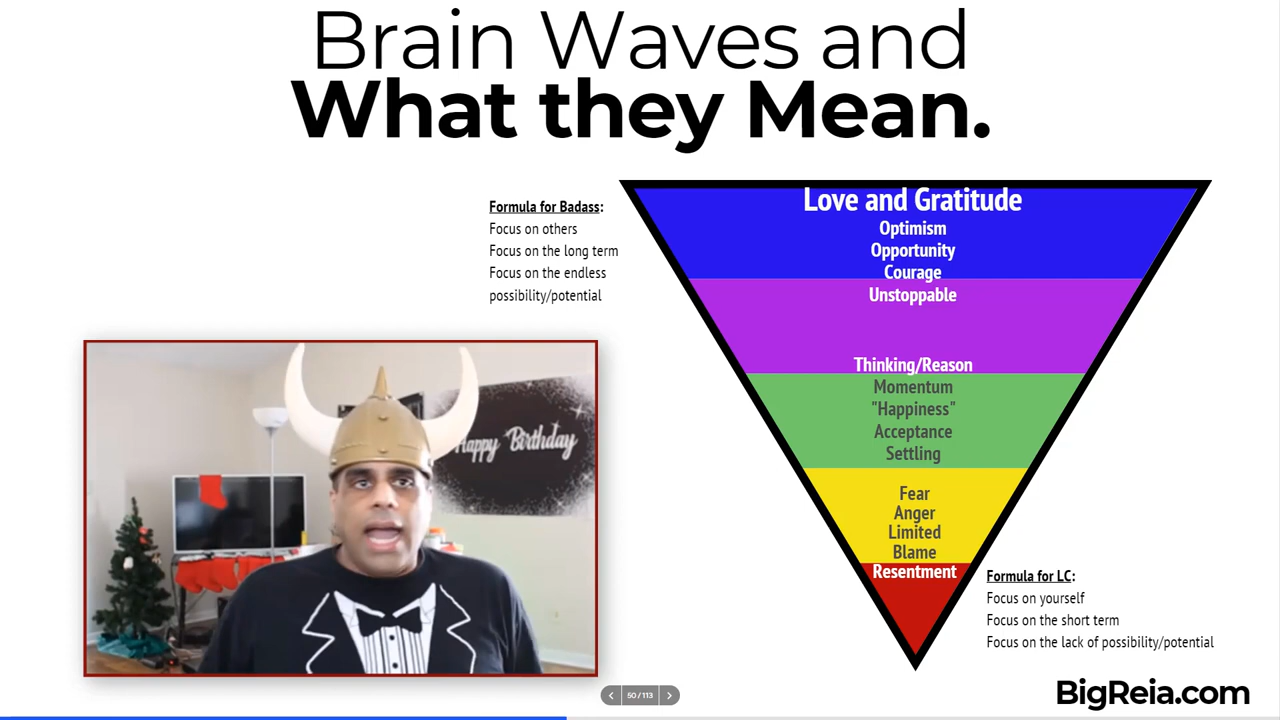 Brain Waves and
What they Mean.
Formula for Badass:
Focus on others
Focus on the long term
Focus on the endless
possibility/potential
Love and Gratitude
Optimism
Opportunity
Courage
Unstoppable
Thinking/Reason
Momentum
"Happiness"
Acceptance
Settling
Fear
Anger
Limited
Blame
Resentment
Happy Birthday
Formula for LC:
Focus on yourself
Focus on the short term
Focus on the lack of possibility/potential
50 / 113
BigReia.com